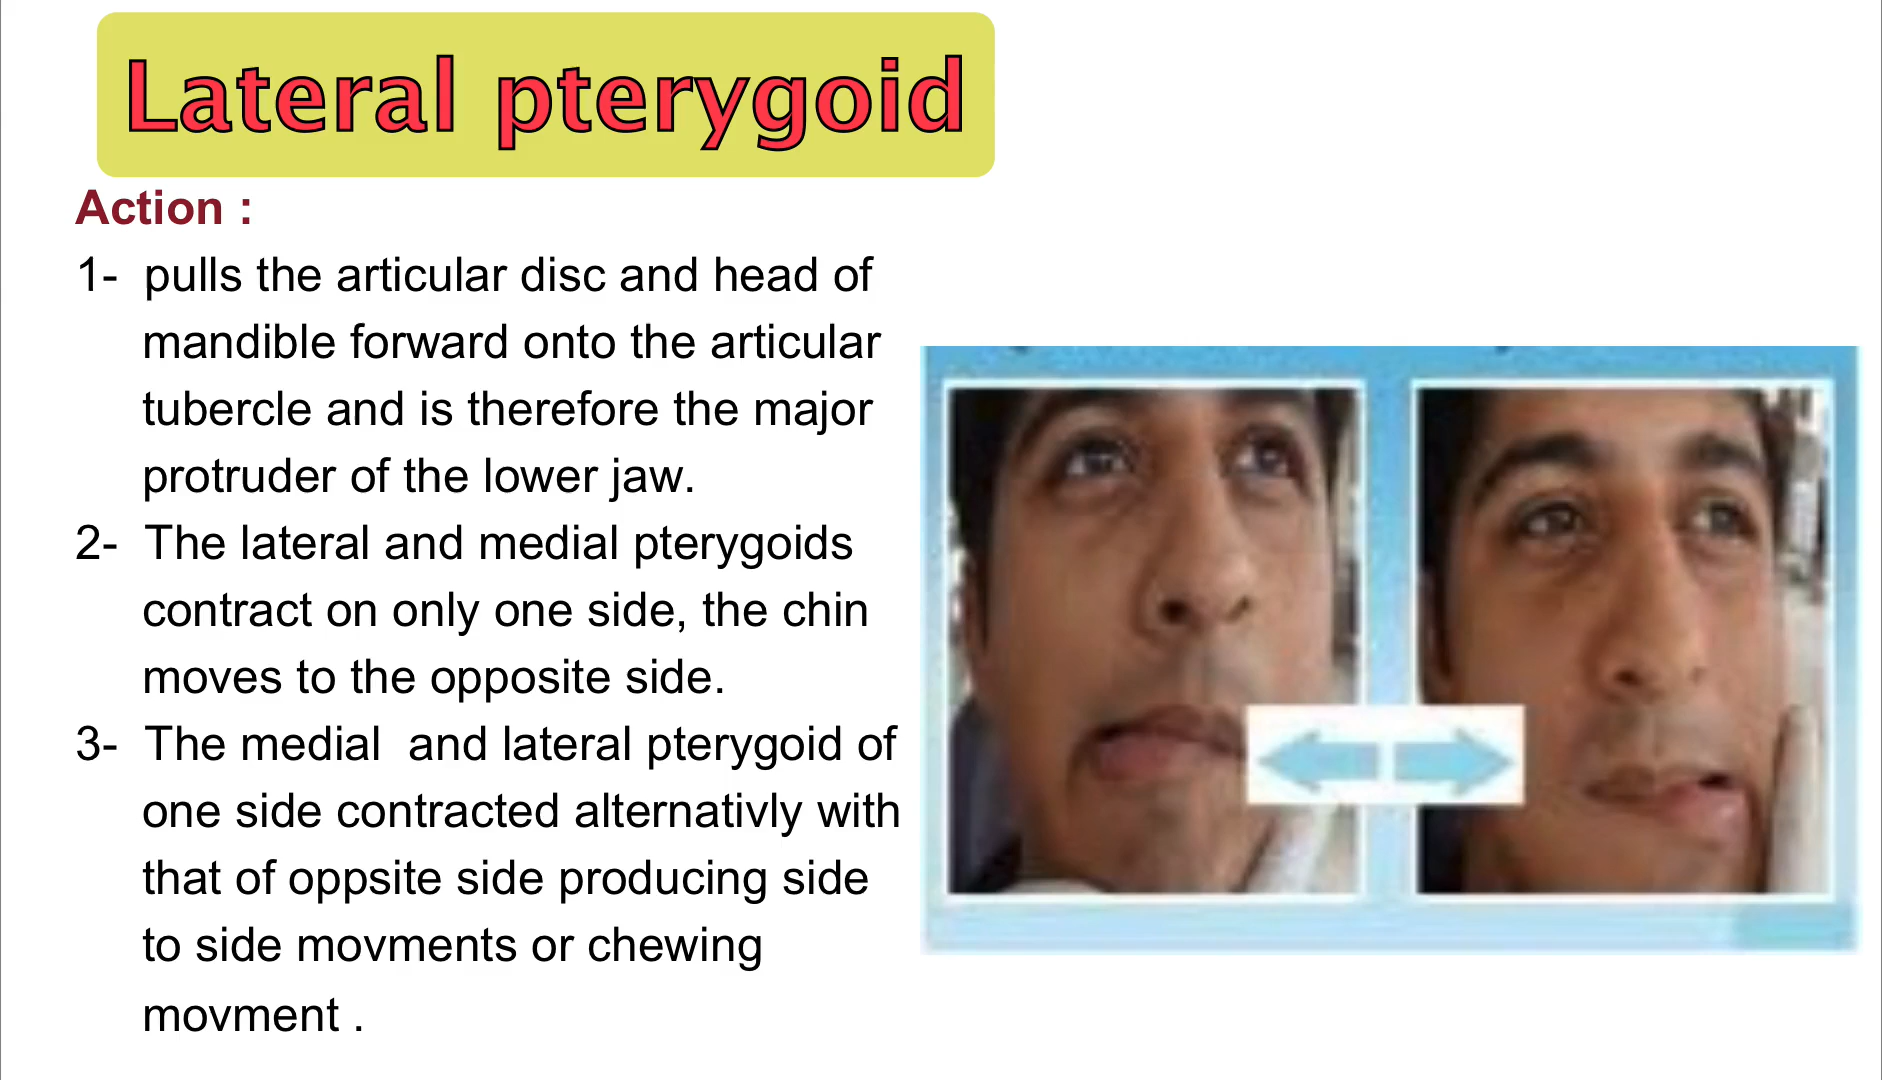 Lateral pterygoid
Action :
1- pulls the articular disc and head of
mandible forward onto the articular
tubercle and is therefore the major
protruder of the lower jaw.
2- The lateral and medial pterygoids
contract on only one side, the chin
moves to the opposite side.
3- The medial  and lateral pterygoid of
one side contracted alternativly with
that of oppsite side producing side
to side movments or chewing
movment .